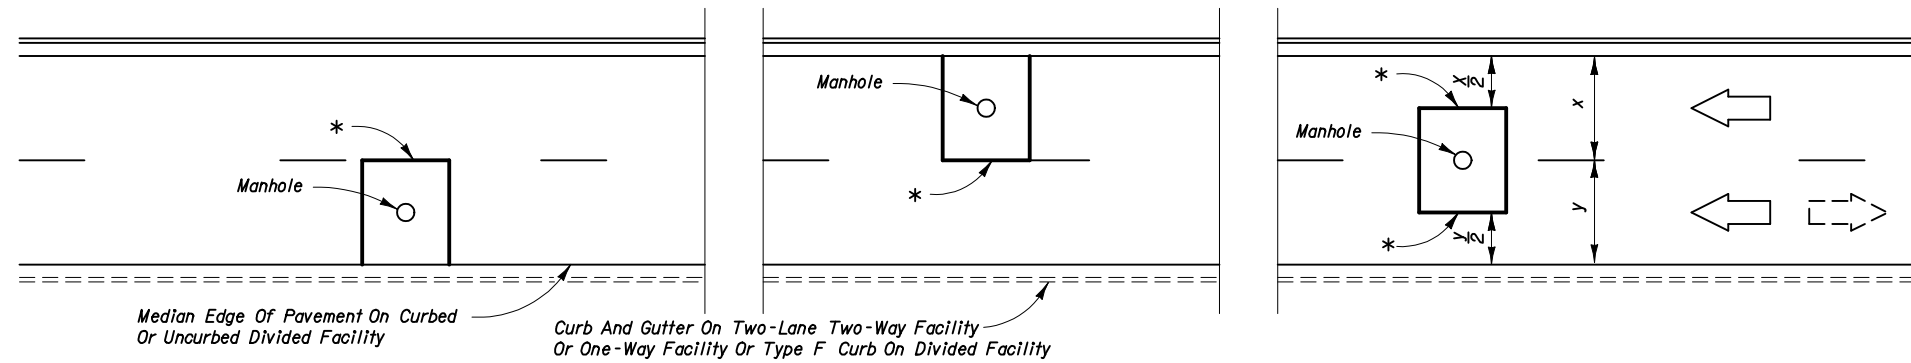 *
Manhole
Median Edge Of Pavement On Curbed
Or Uncurbed Divided Facility
Manhole
*
Curb And Gutter On Two-Lane Two-Way Facility
Or One-Way Facility Or Type F Curb On Divided Facility
*
Manhole
*
X/2
x
y
y/2